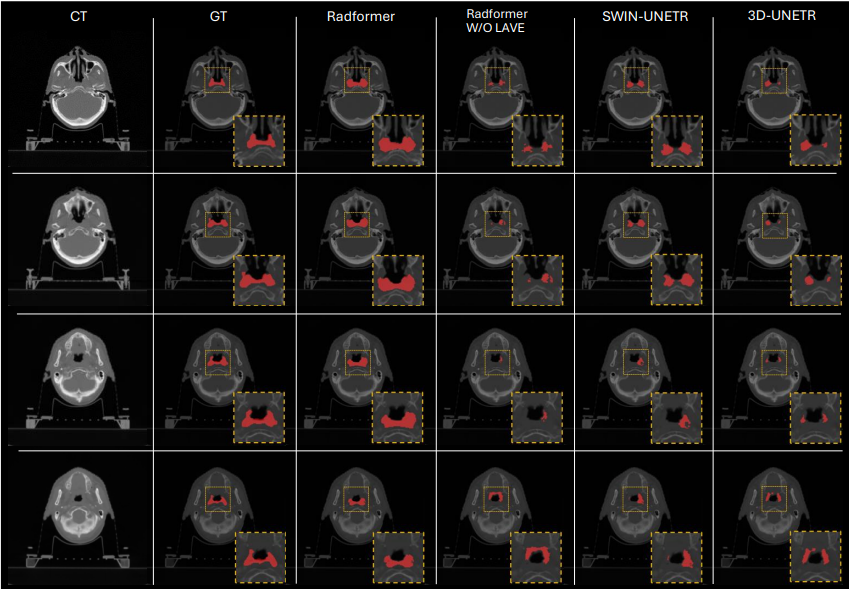 CT
GT
Radformer
Radformer
W/O LAVE
SWIN-UNETR
3D-UNETR